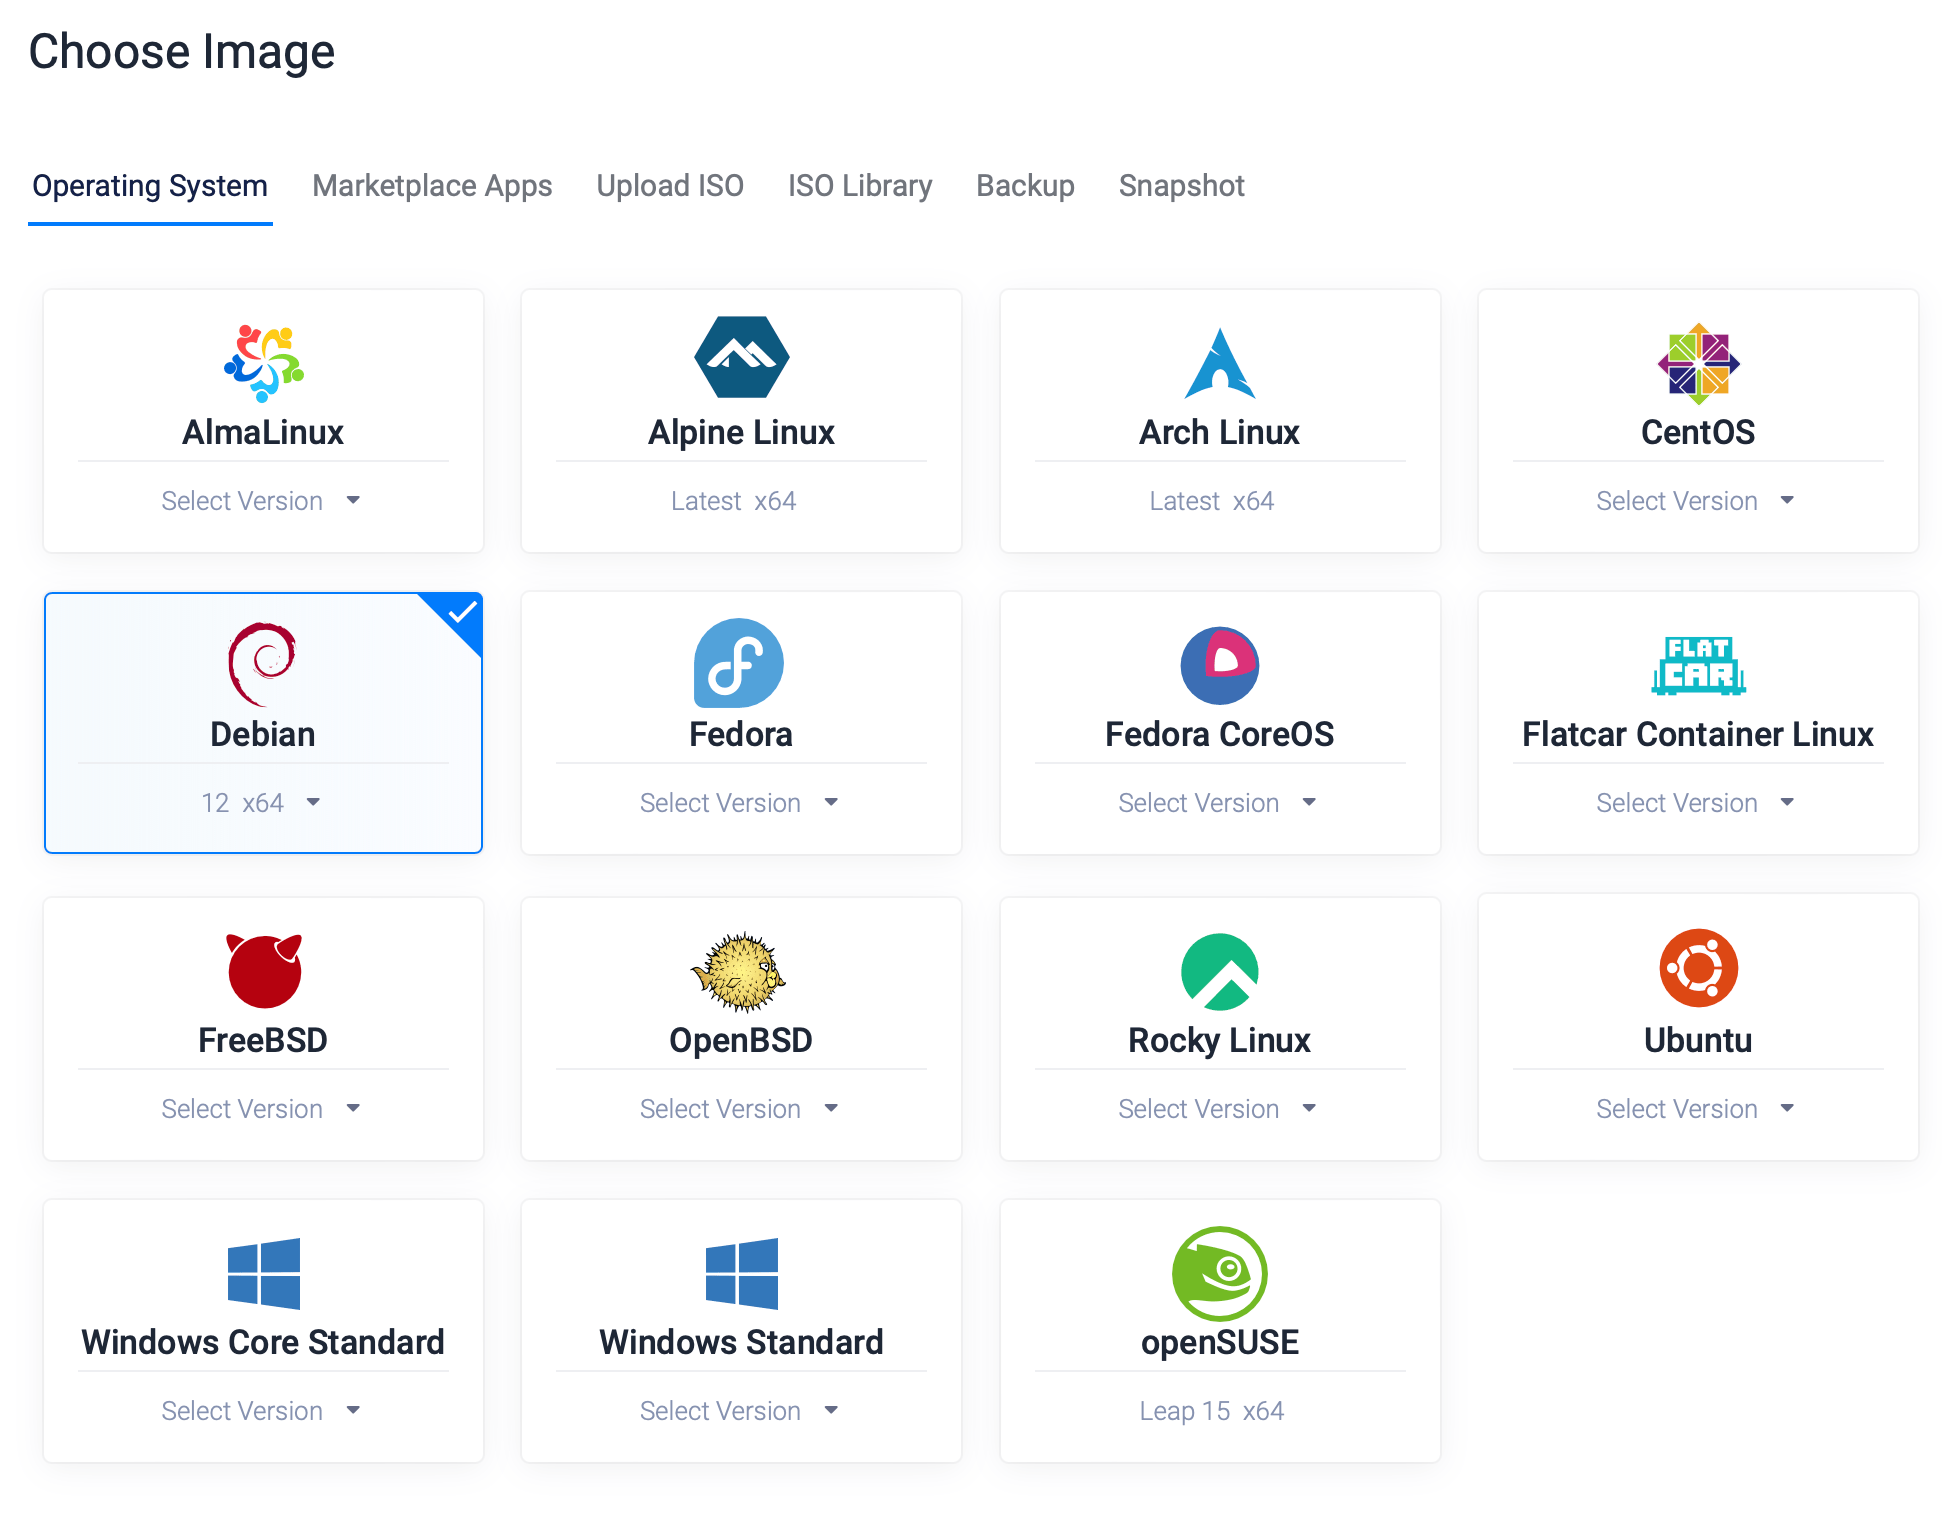 Choose Image
Operating System Marketplace Apps Upload ISO ISO Library Backup Snapshot
AlmaLinux
Select Version
Alpine Linux
Latest x64
Arch Linux
Latest x64
CentOS
Select Version
Debian
12 x64
Fedora
Select Version
Fedora CoreOS
Select Version
FLAT
CAR
Flatcar Container Linux
Select Version
FreeBSD
Select Version
OpenBSD
Select Version
Rocky Linux
Select Version
Ubuntu
Select Version
Windows Core Standard
Select Version
Windows Standard
Select Version
openSUSE
Leap 15 x64